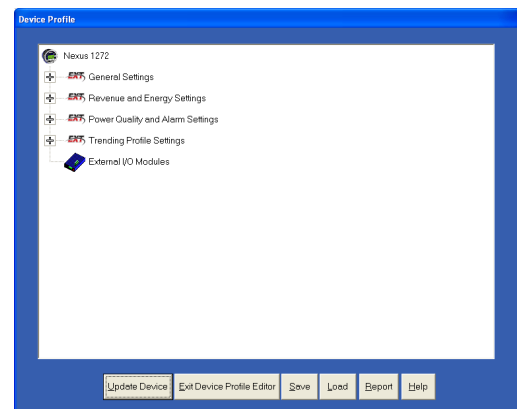 Device Profile
Nexus 1272
EXT General Settings
EXT Revenue and Energy Settings
EXT Power Quality and Alarm Settings
EXT Trending Profile Settings
External I/O Modules
Update Device Exit Device Profile Editor Save Load Report Help